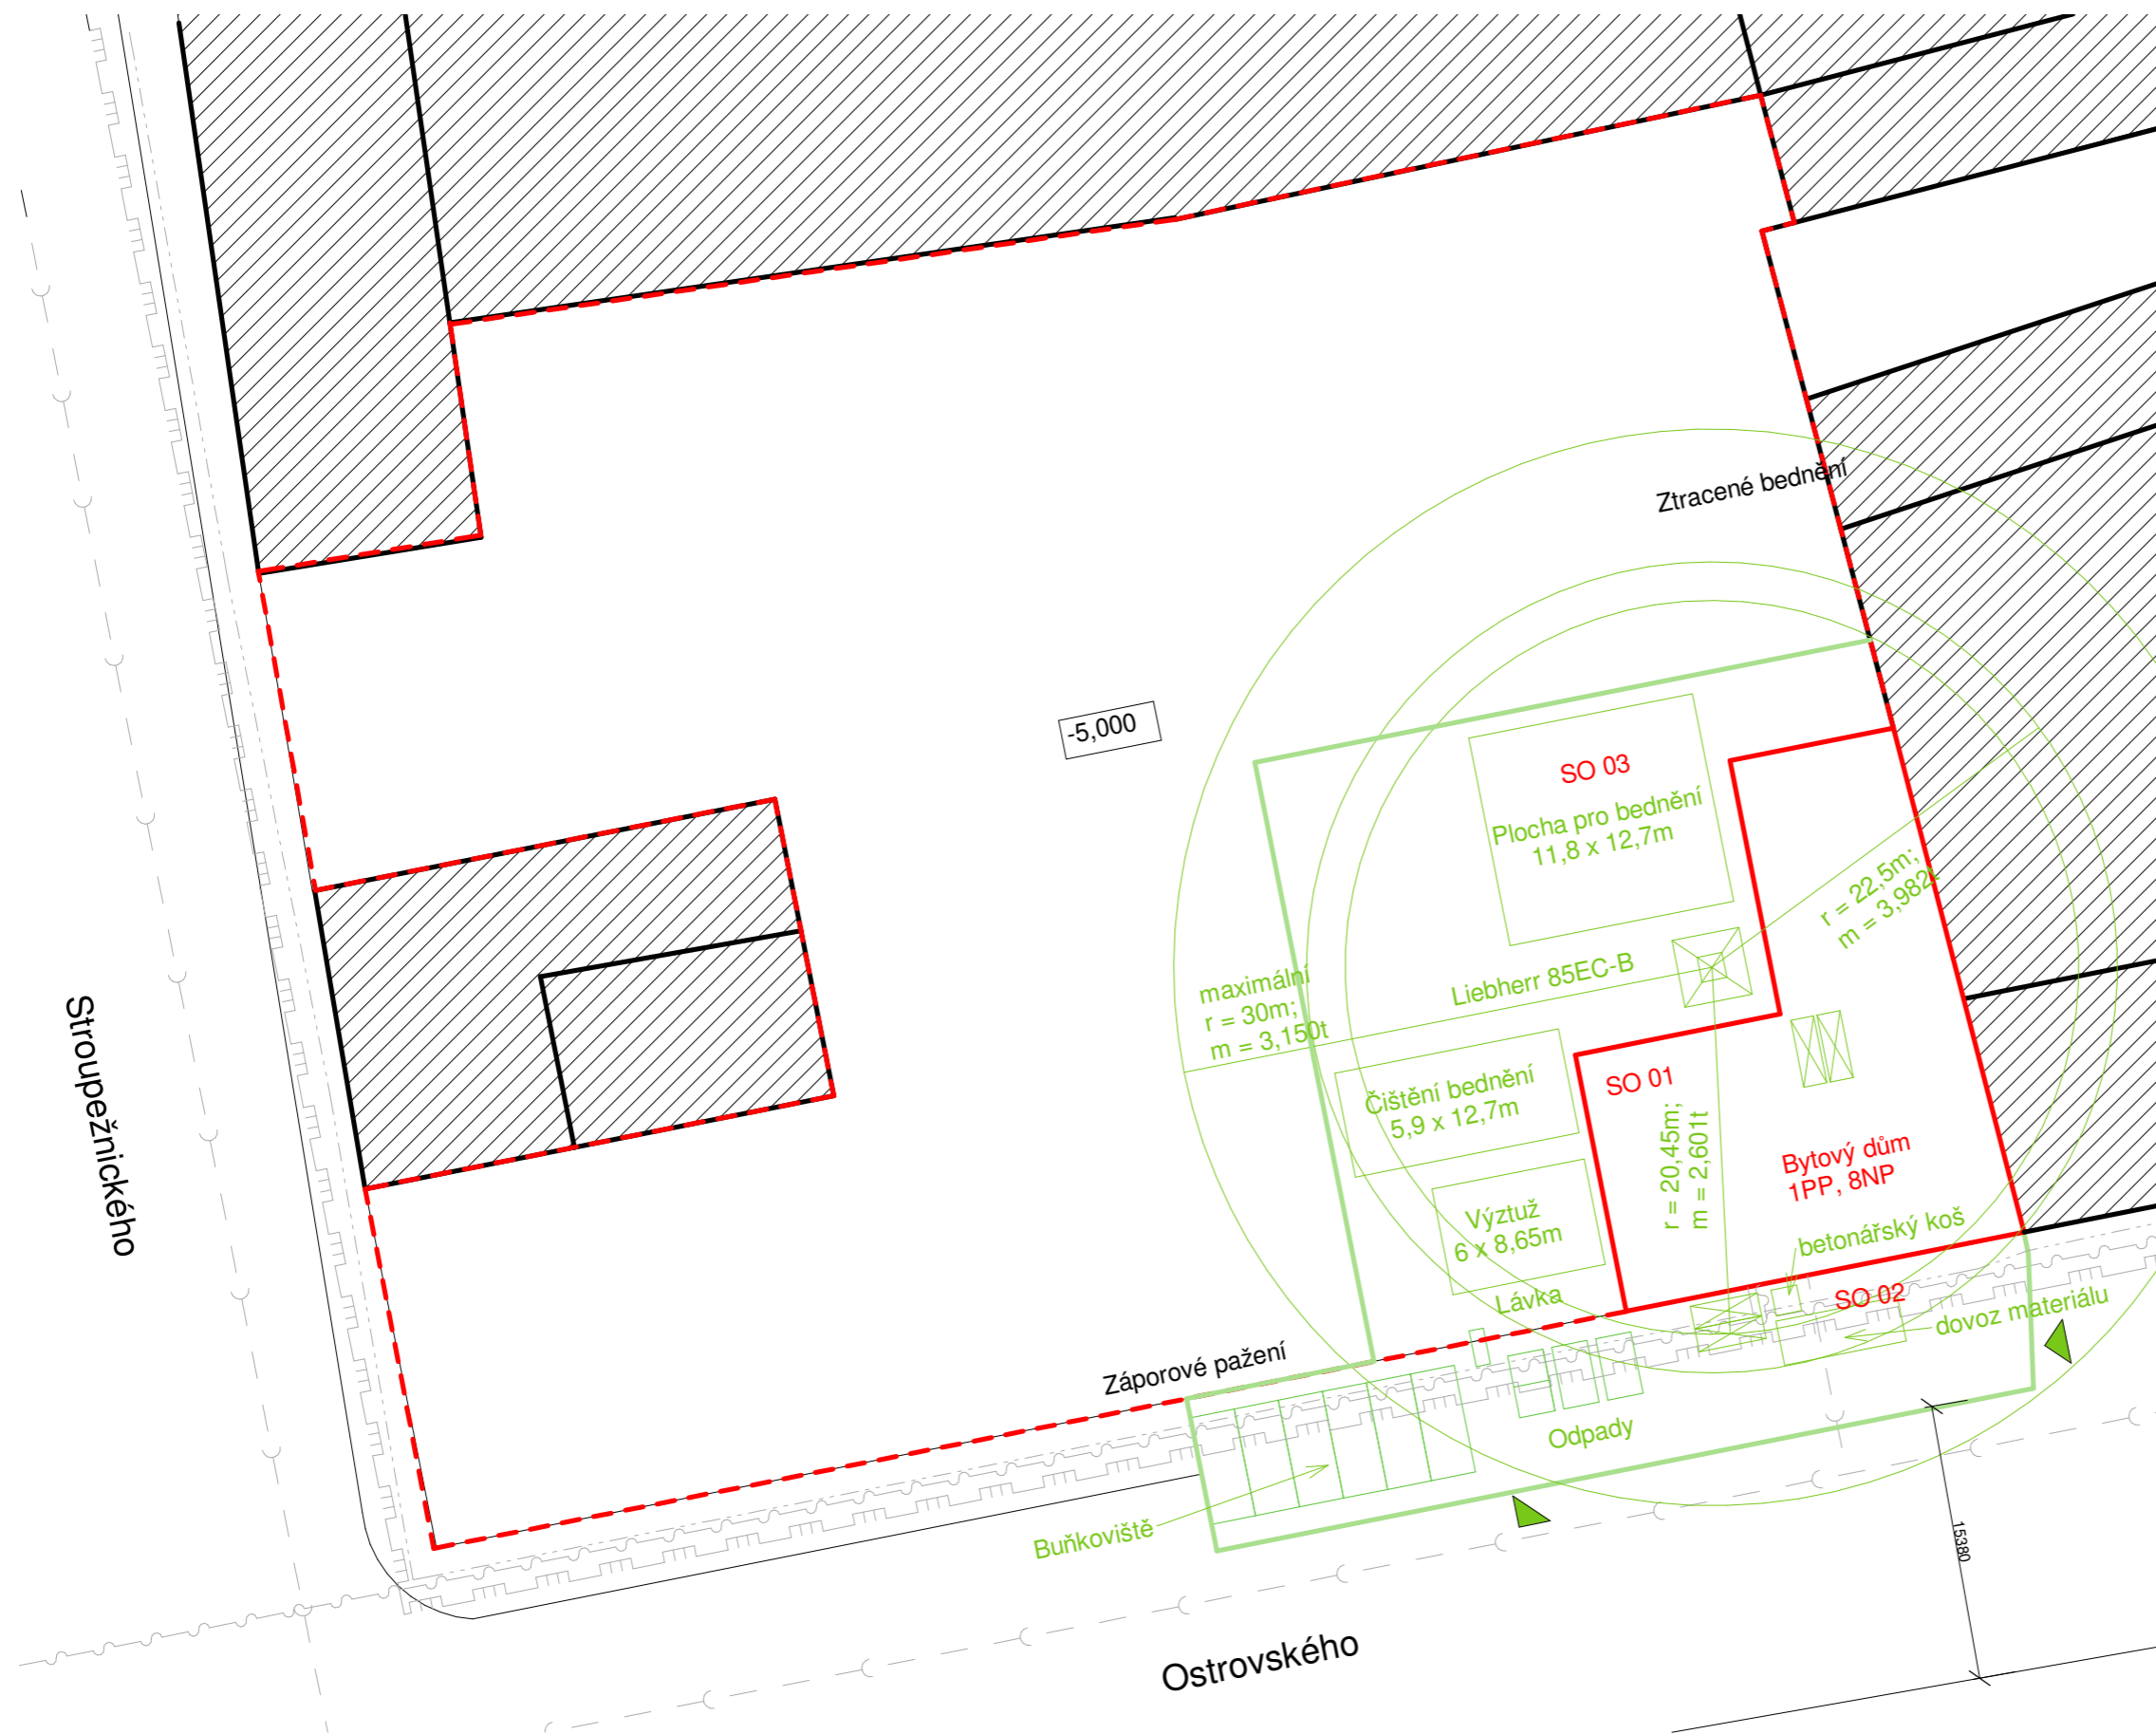 Ztracené bednění
-5,000
SO 03
Plocha pro bednění
11,8 x 12,7m
r = 22,5m;
m = 3,982t
Liebherr 85EC-B
maximální
r = 30m;
m = 3,150t
Čištění bednění
5,9 x 12,7m
SO 01
r = 20,45m;
m = 2,601t
Bytový dům
1PP, 8NP
Výztuž
6 x 8,65m
betonářský koš
Lávka
SO 02
dovoz materiálu
Záporové pažení
Odpady
Buňkoviště
15380
Stroupežnického
Ostrovského